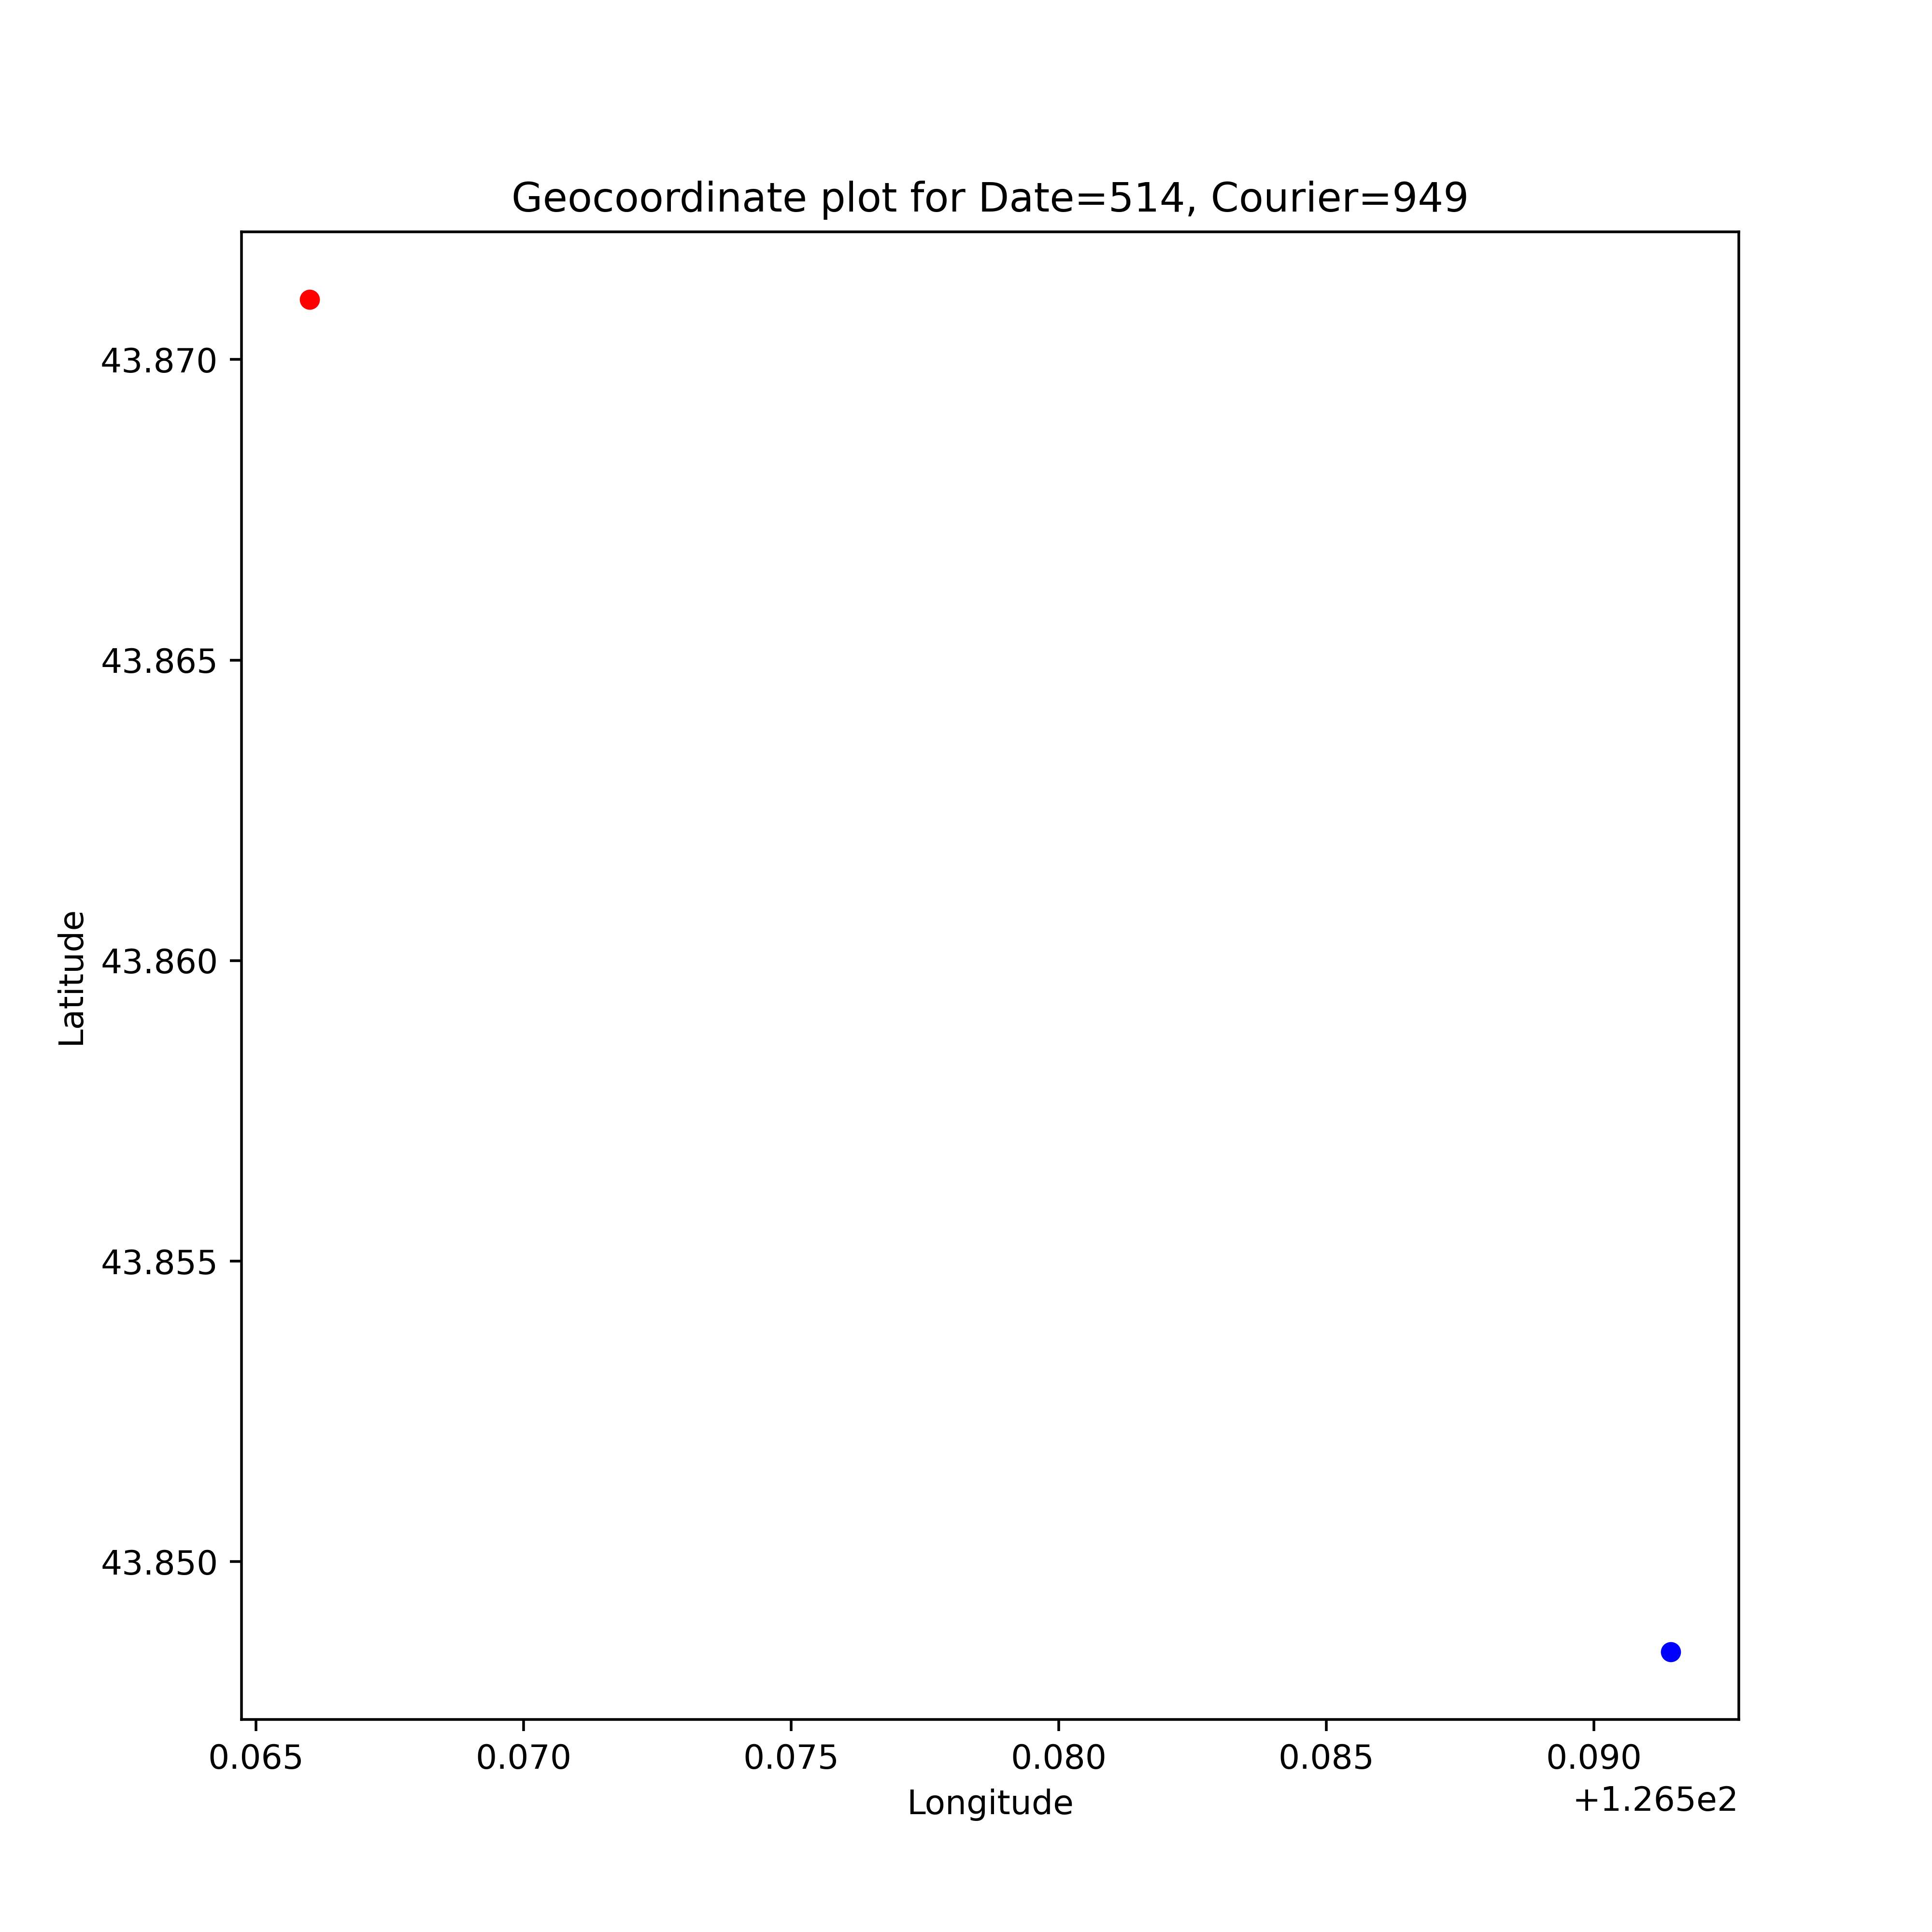 Geocoordinate plot for Date=514, Courier=949
43.870
43.865
43.860
43.855
43.850
Latitude
0.065 0.070 0.075 0.080 0.085 0.090
+1.265e2
Longitude